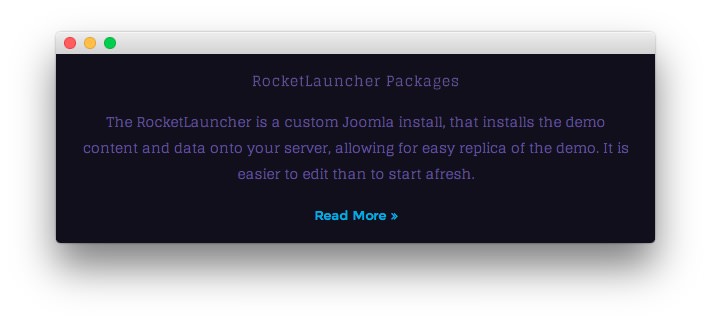 RocketLauncher Packages
The RocketLauncher is a custom Joomla install, that installs the demo
content and data onto your server, allowing for easy replica of the demo. It is
easier to edit than to start afresh.
Read More »